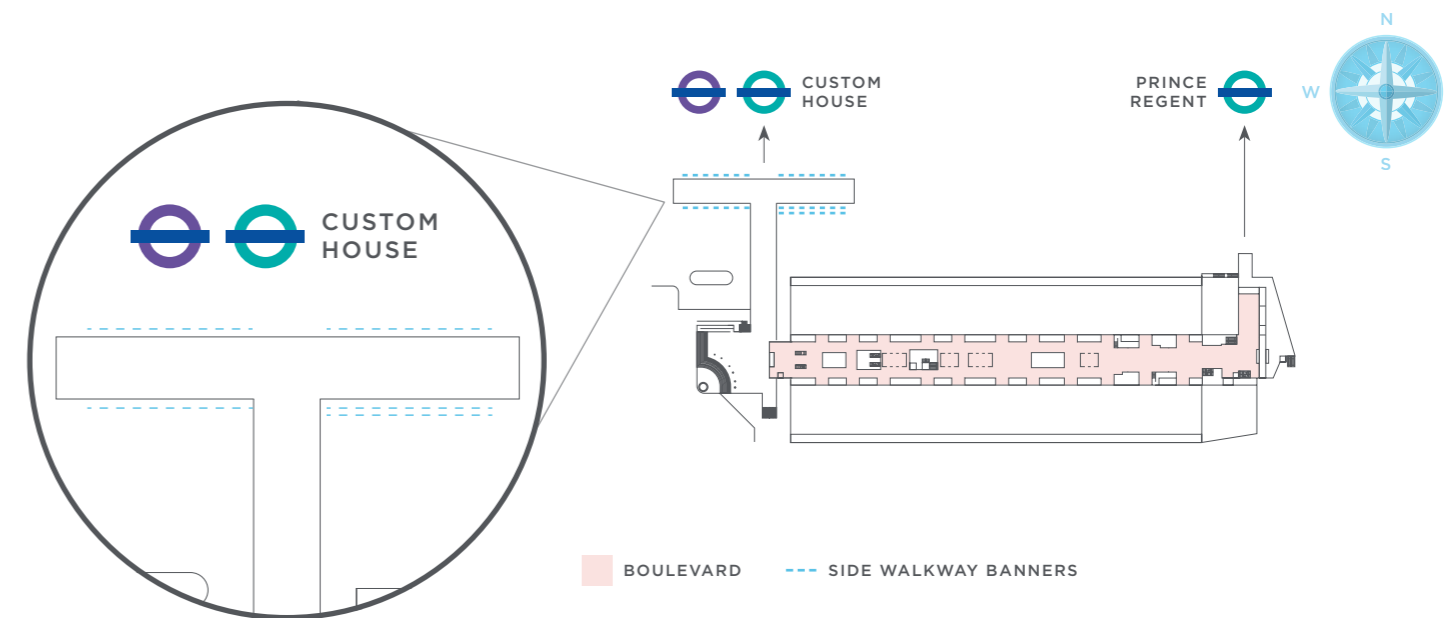 N
CUSTOM
HOUSE
PRINCE
REGENT
W
S
CUSTOM
HOUSE
BOULEVARD
SIDE WALKWAY BANNERS